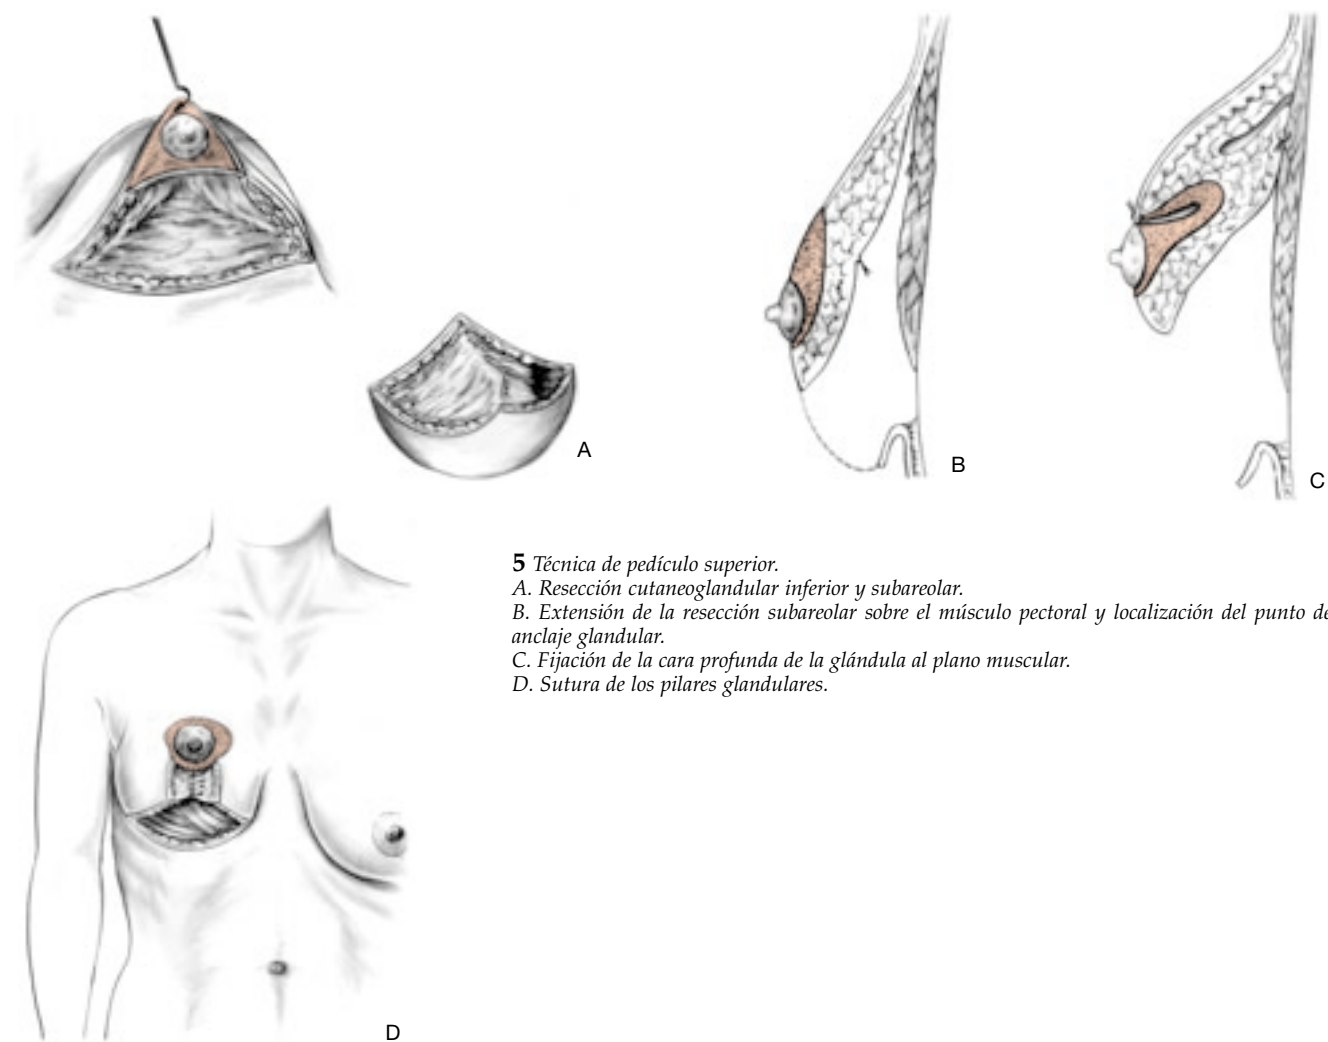 A
B
C
5 Técnica de pedículo superior.
A. Resección cutaneoglandular inferior y subareolar.
B. Extensión de la resección subareolar sobre el músculo pectoral y localización del punto de
anclaje glandular.
C. Fijación de la cara profunda de la glándula al plano muscular.
D. Sutura de los pilares glandulares.
D